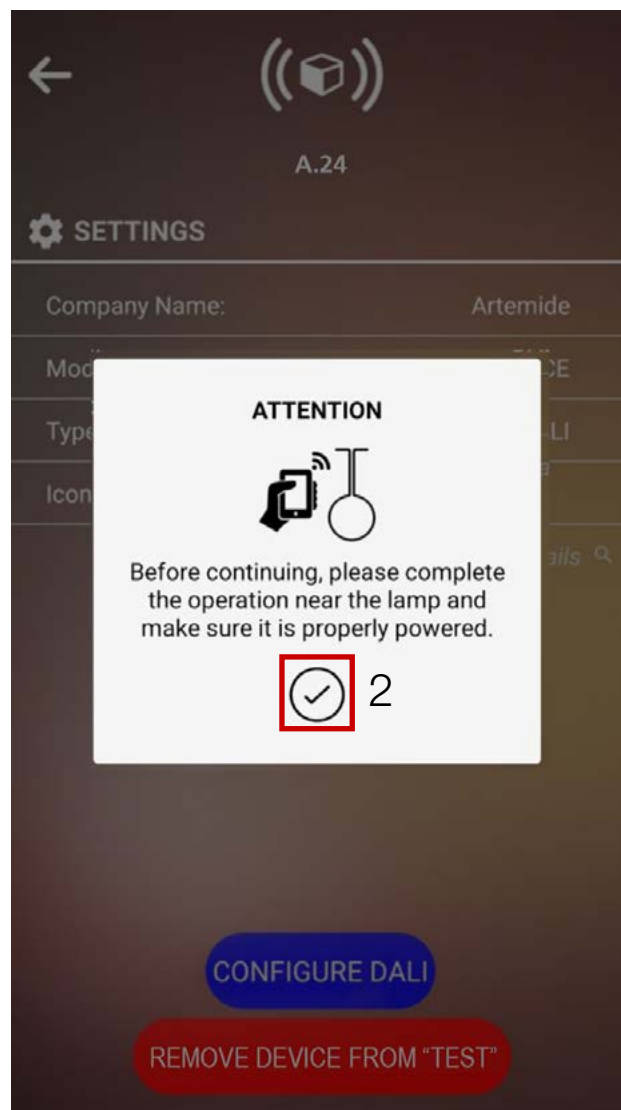 A.24
SETTINGS
Company Name: Artemide
ATTENTION
Before continuing, please complete
the operation near the lamp and
make sure it is properly powered.
2
CONFIGURE DALI
REMOVE DEVICE FROM “TEST”